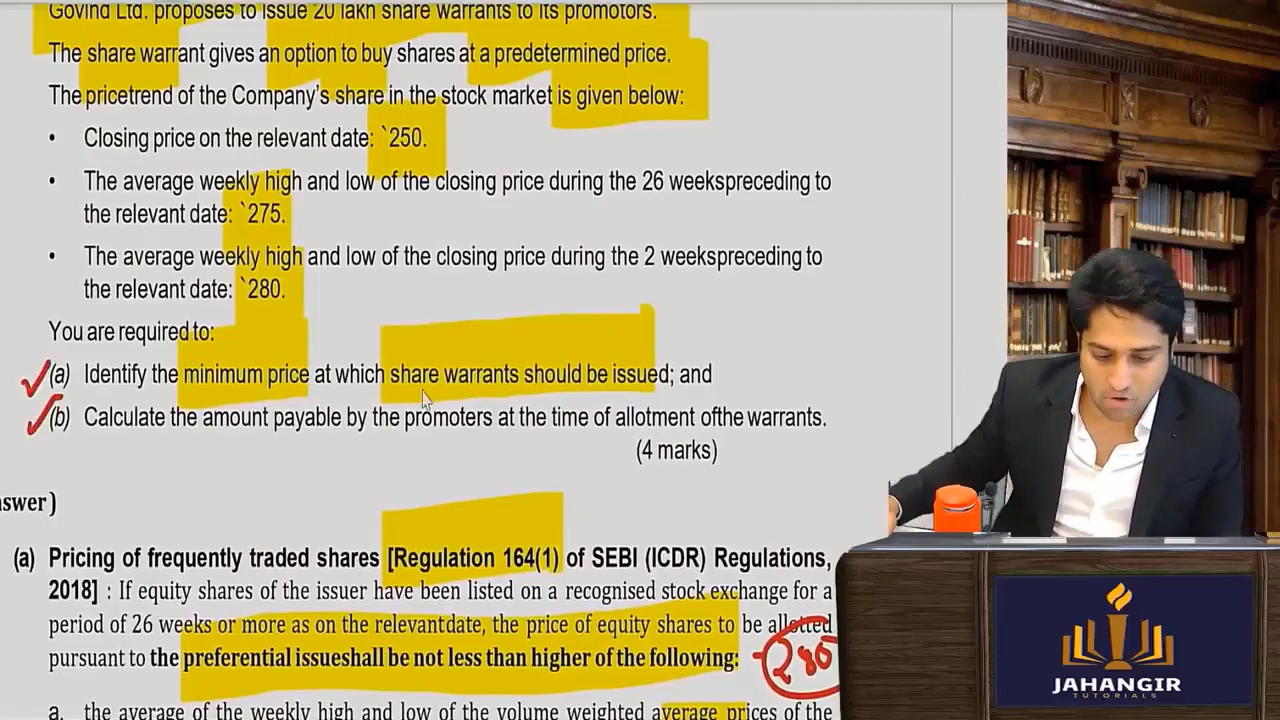 Govind Ltd. proposes to issue 20 lakh share warrants to its promotors.
The share warrant gives an option to buy shares at a predetermined price.
The pricetrend of the Company's share in the stock market is given below:
• Closing price on the relevant date: `250.
• The average weekly high and low of the closing price during the 26 weekspreceding to
the relevant date: `275.
• The average weekly high and low of the closing price during the 2 weekspreceding to
the relevant date: `280.
You are required to:
(a) Identify the minimum price at which share warrants should be issued; and
(b) Calculate the amount payable by the promoters at the time of allotment ofthe warrants.
(4 marks)
nswer)
(a) Pricing of frequently traded shares [Regulation 164(1) of SEBI (ICDR) Regulations,
2018] : If equity shares of the issuer have been listed on a recognised stock exchange for a
period of 26 weeks or more as on the relevantdate, the price of equity shares to be allotted
pursuant to the preferential issueshall be not less than higher of the following:
280
a. the average of the weekly high and low of the volume weighted average prices of the
JAHANGIR
TUTORIALS